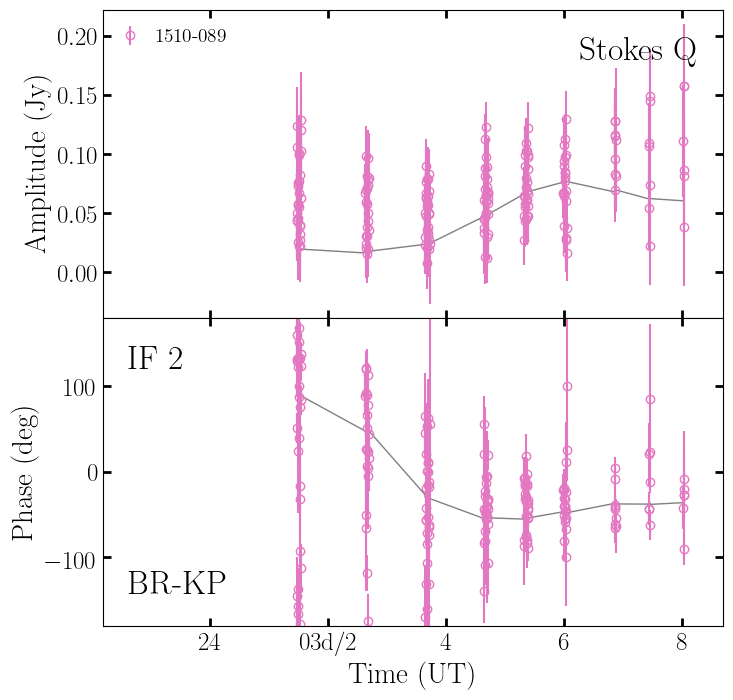 1510-089
Stokes Q
Amplitude (Jy)
0.20
0.15
0.10
0.05
0.00
IF 2
BR-KP
Phase (deg)
100
0
−100
24
03d/2
4
6
8
Time (UT)